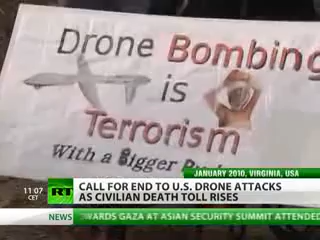 Drone Bombing
is
Terrorism
With a Bigger
JANUARY 2010, VIRGINIA, USA
RT
11:07
CET
CALL FOR END TO U.S. DRONE ATTACKS
AS CIVILIAN DEATH TOLL RISES
NEWS
WARDS GAZA AT ASIAN SECURITY SUMMIT ATTENDED